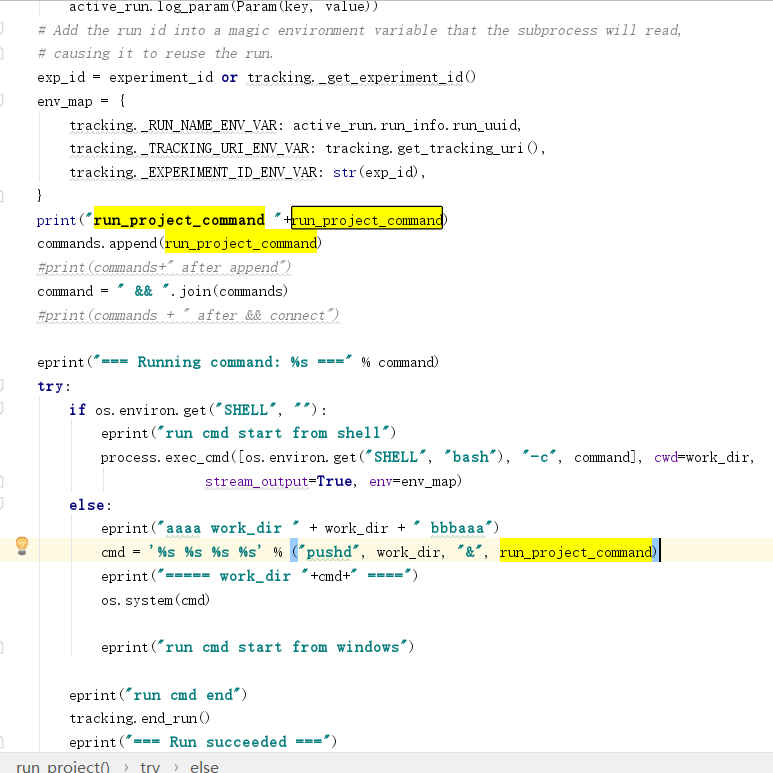 active_run.log_param(Param(key, value))
# Add the run id into a magic environment variable that the subprocess will read,
# causing it to reuse the run.
exp_id = experiment_id or tracking._get_experiment_id()
env_map = {
    tracking._RUN_NAME_ENV_VAR: active_run.run_info.run_uuid,
    tracking._TRACKING_URI_ENV_VAR: tracking.get_tracking_uri(),
    tracking._EXPERIMENT_ID_ENV_VAR: str(exp_id),
}
print("run_project_command "+run_project_command)
commands.append(run_project_command)
#print(commands+" after append")
command = " && ".join(commands)
#print(commands + " after && connect")
eprint("=== Running command: %s ===" % command)
try:
    if os.environ.get("SHELL", ""):
        eprint("run cmd start from shell")
        process.exec_cmd([os.environ.get("SHELL", "bash"), "-c", command], cwd=work_dir,
                     stream_output=True, env=env_map)
    else:
        eprint("aaaa work_dir " + work_dir + " bbbaaa")
        cmd = '%s %s %s %s' % ("pushd", work_dir, "&", run_project_command)
        eprint("===== work_dir "+cmd+" ====")
        os.system(cmd)
        eprint("run cmd start from windows")
    eprint("run cmd end")
    tracking.end_run()
    eprint("=== Run succeeded ===")
run_project() › try › else